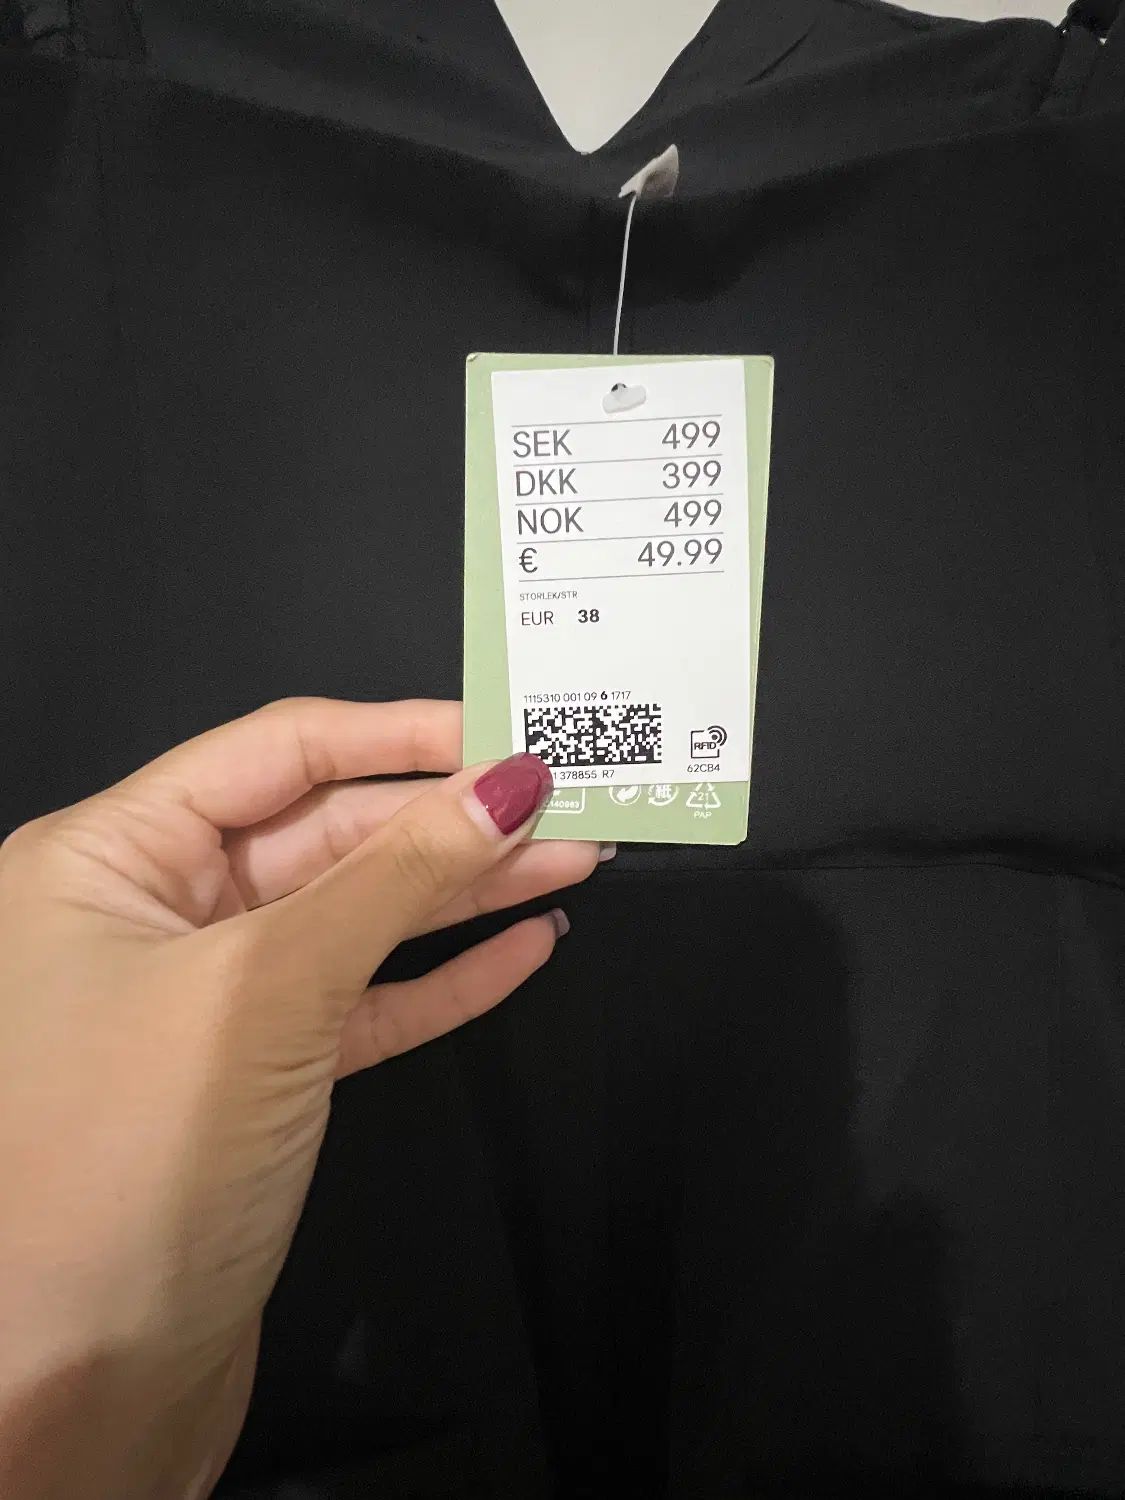 SEK 499
DKK 399
NOK 499
€ 49.99
STORLEK/STR
EUR 38
1115310 001 09 6 1717
RFID
62CB4
1 378855 R7
紙
21
PAP